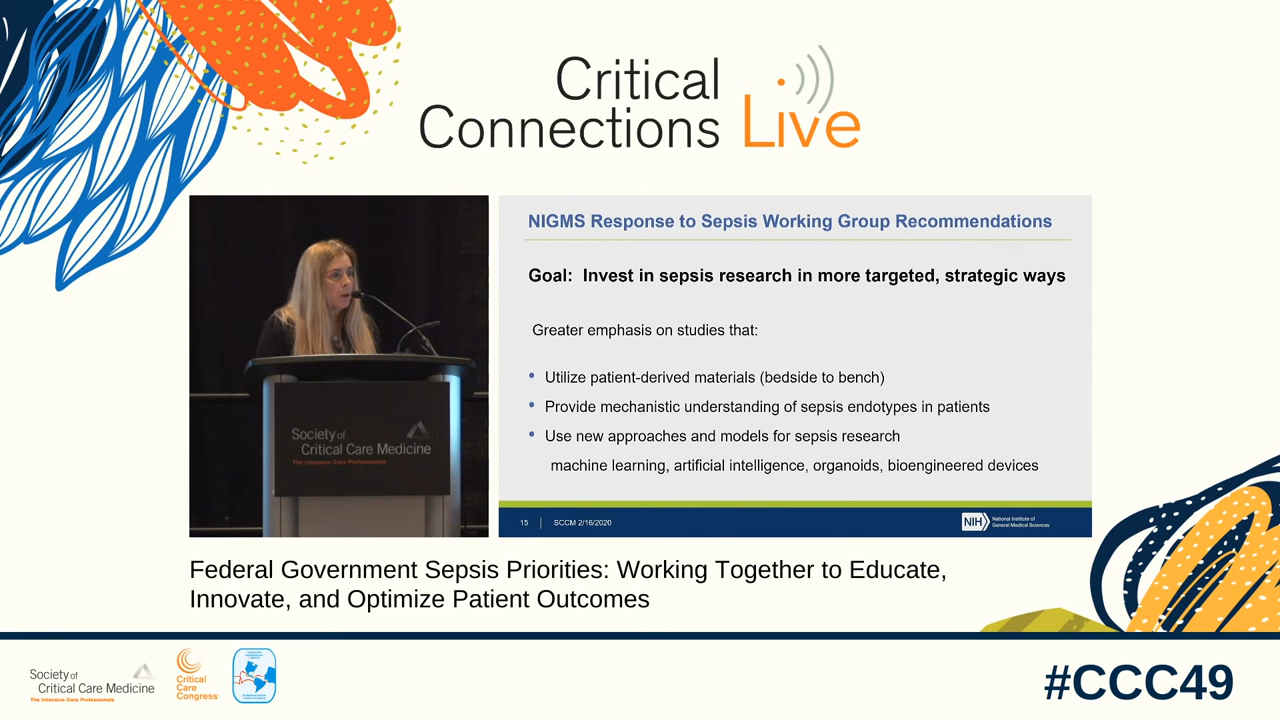 Critical
Connections Live
NIGMS Response to Sepsis Working Group Recommendations
Goal: Invest in sepsis research in more targeted, strategic ways
Greater emphasis on studies that:
• Utilize patient-derived materials (bedside to bench)
• Provide mechanistic understanding of sepsis endotypes in patients
• Use new approaches and models for sepsis research
machine learning, artificial intelligence, organoids, bioengineered devices
15 | SCCM 2/16/2020
NIH National Institute of
General Medical Sciences
Society of
Critical Care Medicine
The Intensive Care Professionals
Federal Government Sepsis Priorities: Working Together to Educate,
Innovate, and Optimize Patient Outcomes
Society of
Critical Care Medicine
The Intensive Care Professionals
Critical
Care
Congress
#CCC49